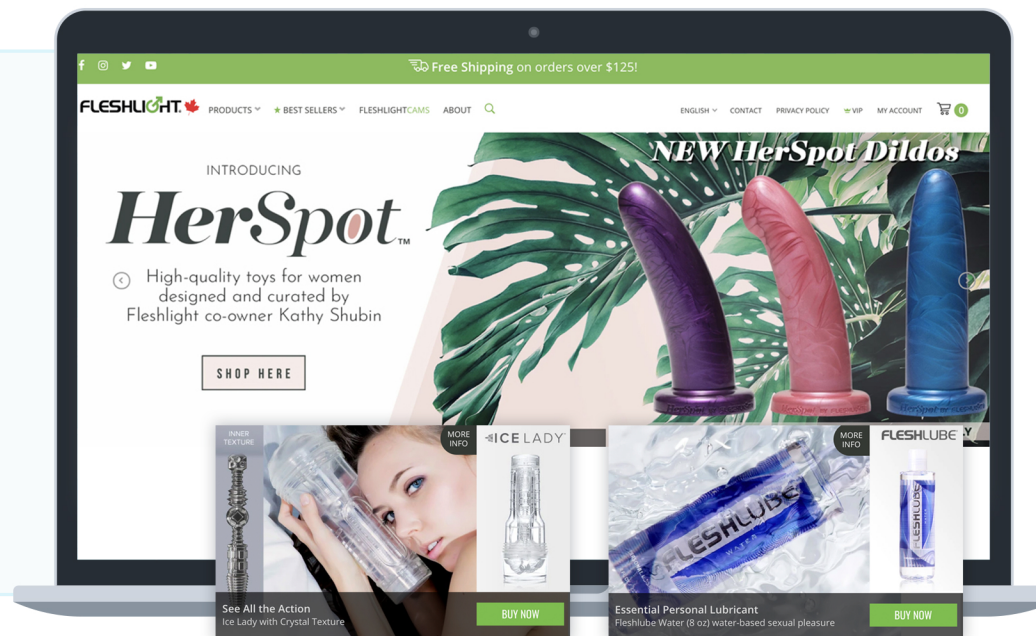 Free Shipping on orders over $125!
FLESHLIGHT.
PRODUCTS
BEST SELLERS
FLESHLIGHTCAMS
ABOUT
ENGLISH
CONTACT
PRIVACY POLICY
VIP
MY ACCOUNT
0
INTRODUCING
HerSpot™
High-quality toys for women
designed and curated by
Fleshlight co-owner Kathy Shubin
SHOP HERE
NEW HerSpot Dildos
HerSpot
INNER
TEXTURE
MORE
INFO
ICE LADY
See All the Action
Ice Lady with Crystal Texture
BUY NOW
FLESHLUBE
WATER
MORE
INFO
FLESHLUBE
FLESHLUBE
Essential Personal Lubricant
Fleshlube Water (8 oz) water-based sexual pleasure
BUY NOW